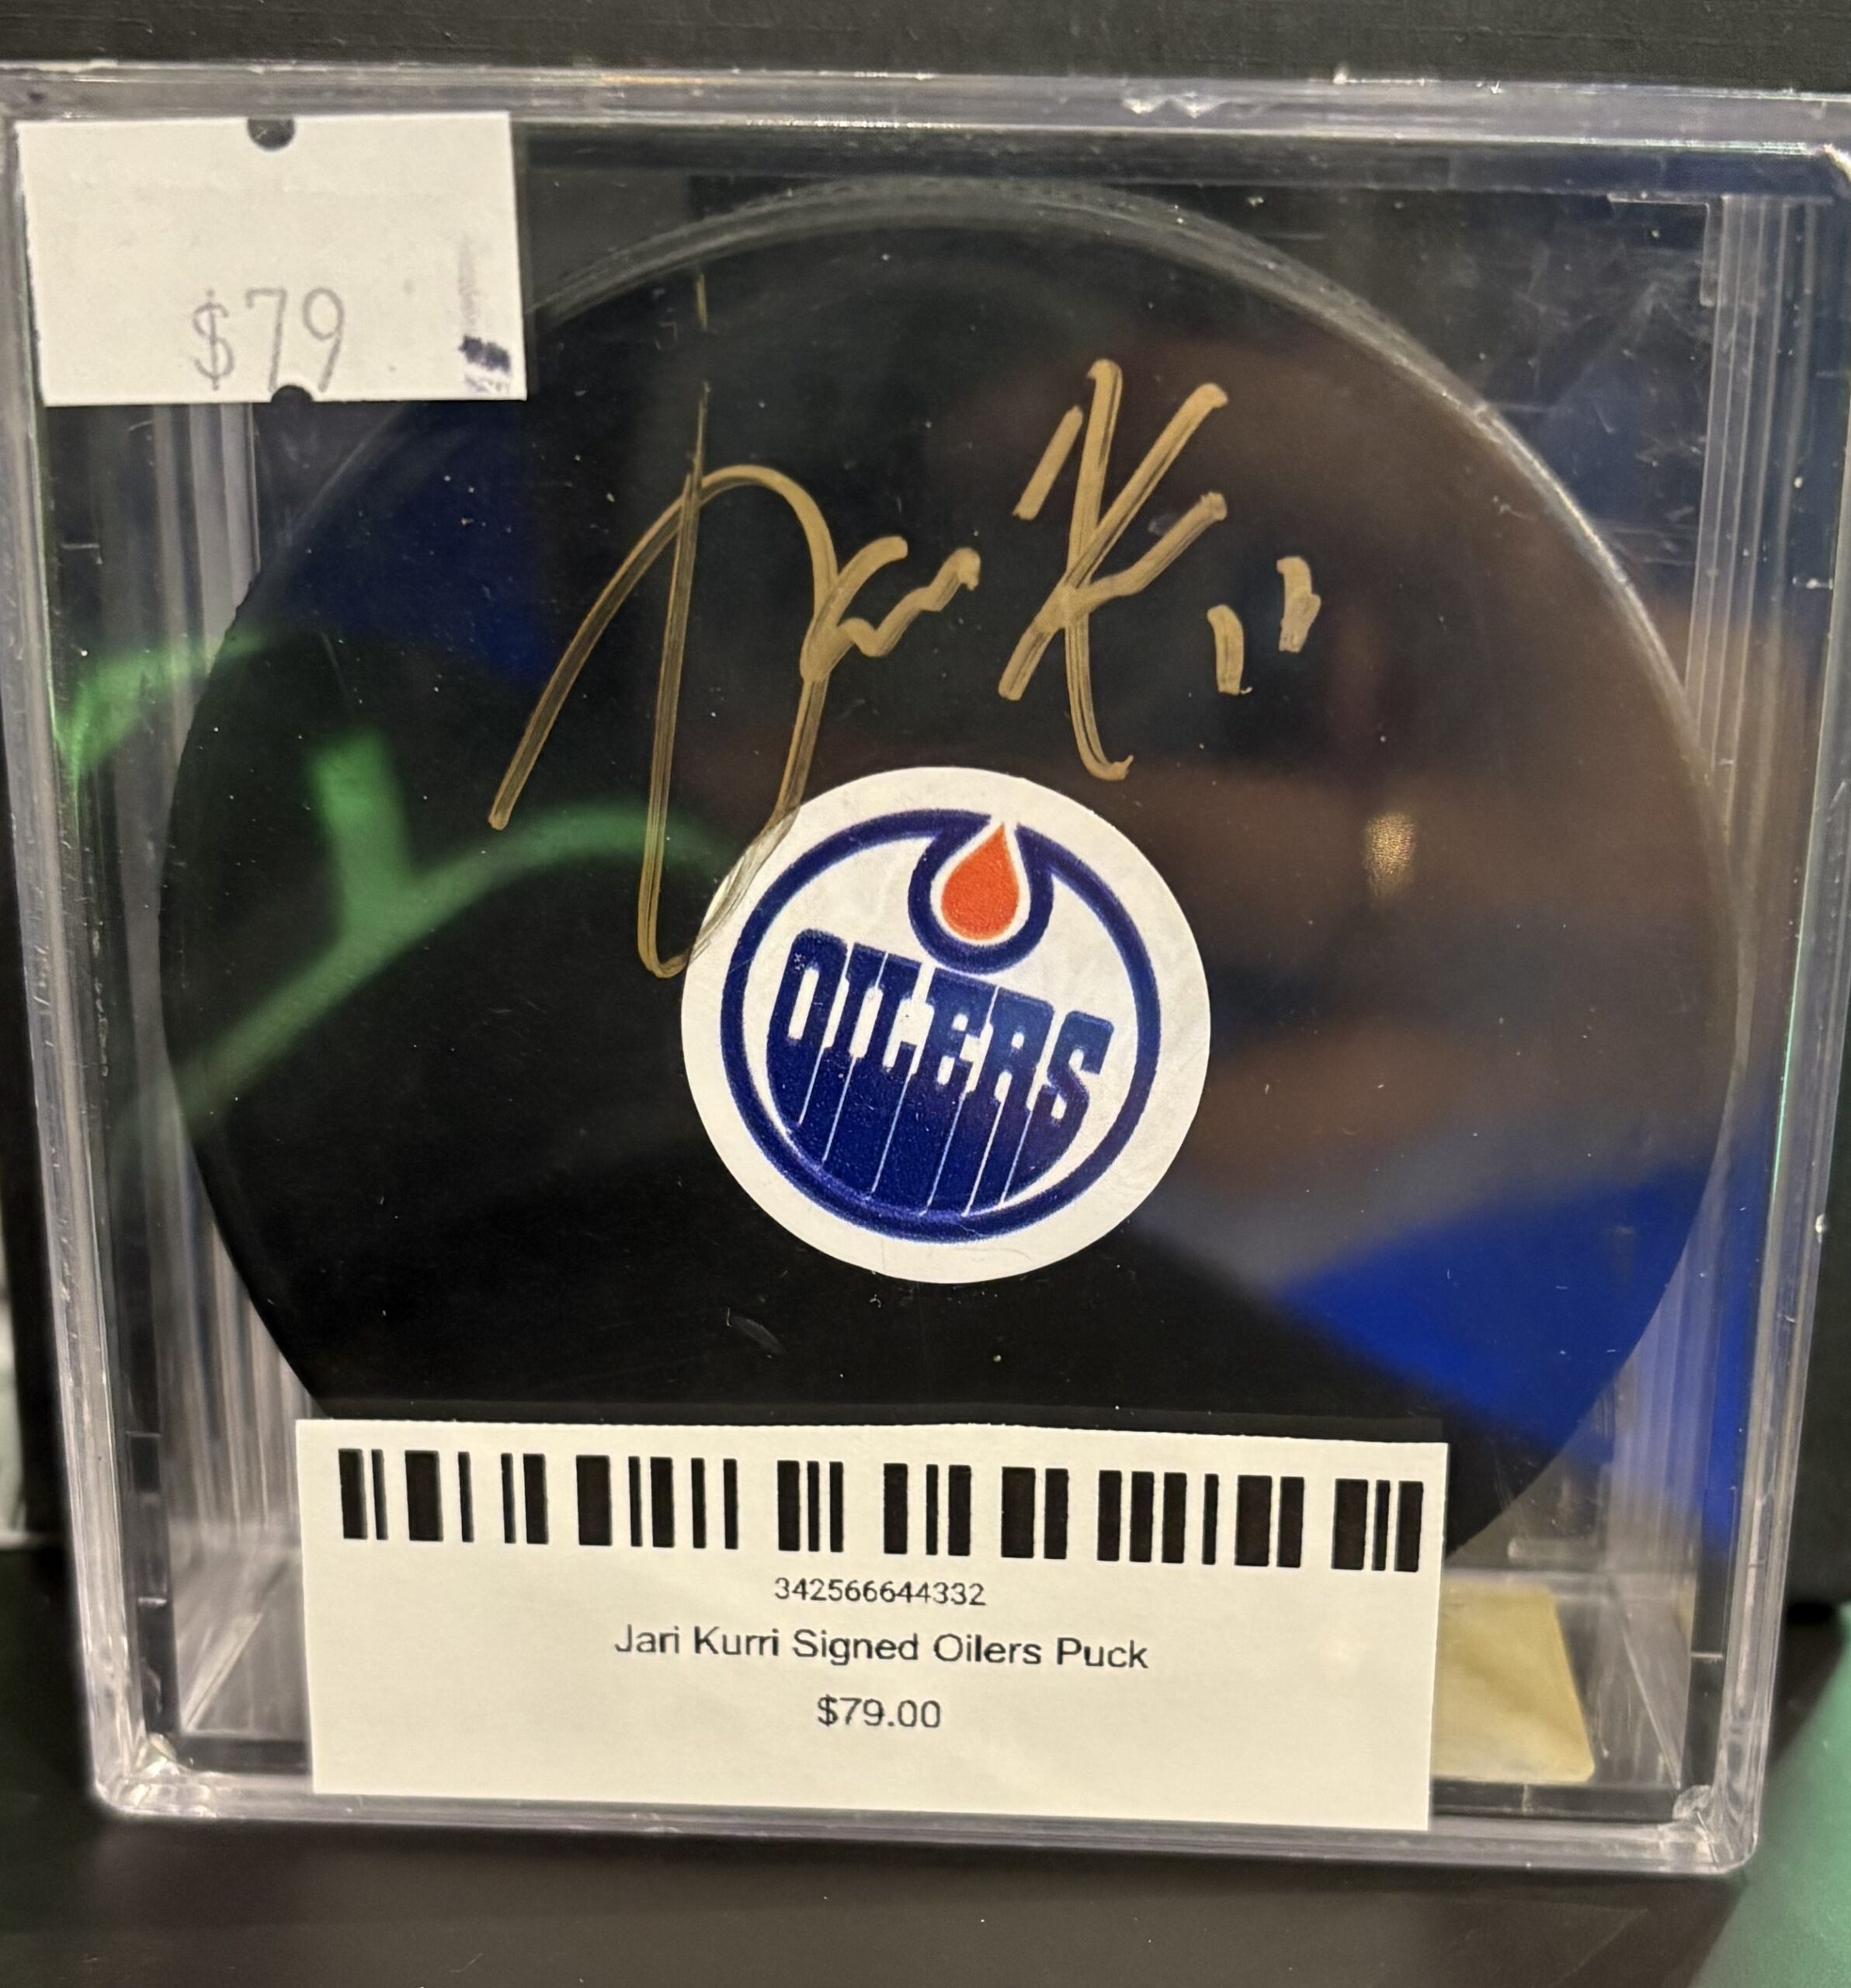 $79
OILERS
342566644332
Jari Kurri Signed Oilers Puck
$79.00